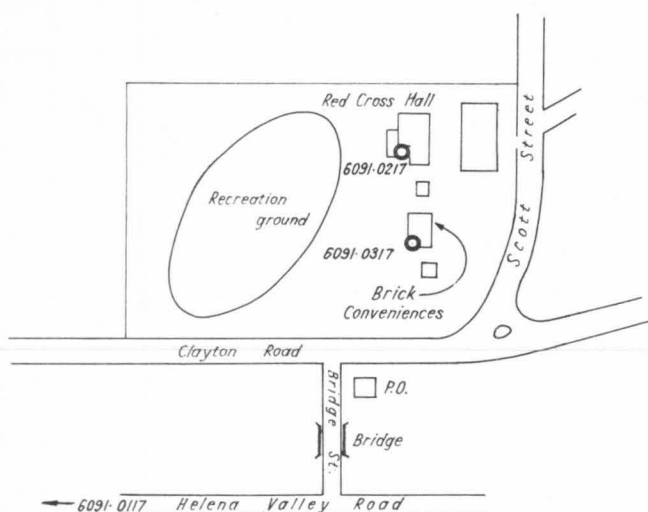 Red Cross Hall
6091·0217
Scott Street
Recreation
ground
6091·0317
Brick
Conveniences
Clayton Road
Bridge St.
P.O.
Bridge
6091·0117
Helena Valley Road